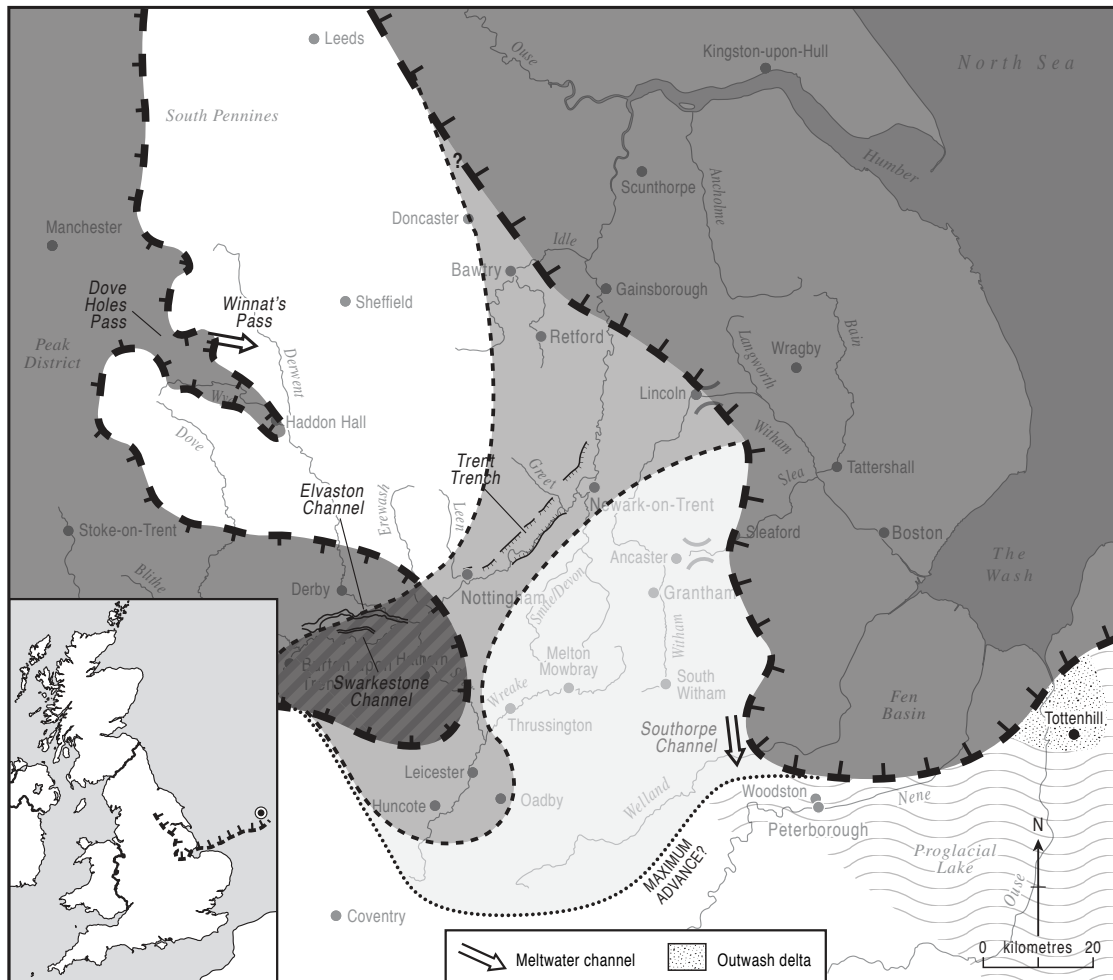 Leeds
Ouse
Kingston-upon-Hull
North Sea
South Pennines
?
Humber
Scunthorpe
Ancholme
Manchester
Doncaster
Idle
Bawtry
Dove
Holes
Pass
Winnat's
Pass
Sheffield
Gainsborough
Peak
District
Derwent
Retford
Langworth
Wragby
Bain
Lincoln
Haddon Hall
Dove
Witham
Trent
Trench
Greet
Slea
Tattershall
Elvaston
Channel
Erewash
Leen
Newark-on-Trent
Stoke-on-Trent
Sleaford
Boston
The
Wash
Ancaster
Blithe
Derby
Nottingham
Smite/Devon
Grantham
Witham
Melton
Mowbray
Swarkestone
Channel
South
Witham
Wreake
Fen
Basin
Thrussington
Southorpe
Channel
Tottenhill
Leicester
Welland
Huncote
Oadby
Woodston
Nene
Peterborough
MAXIMUM
ADVANCE?
Proglacial
Lake
N
Ouse
Coventry
0 kilometres 20
Meltwater channel
Outwash delta